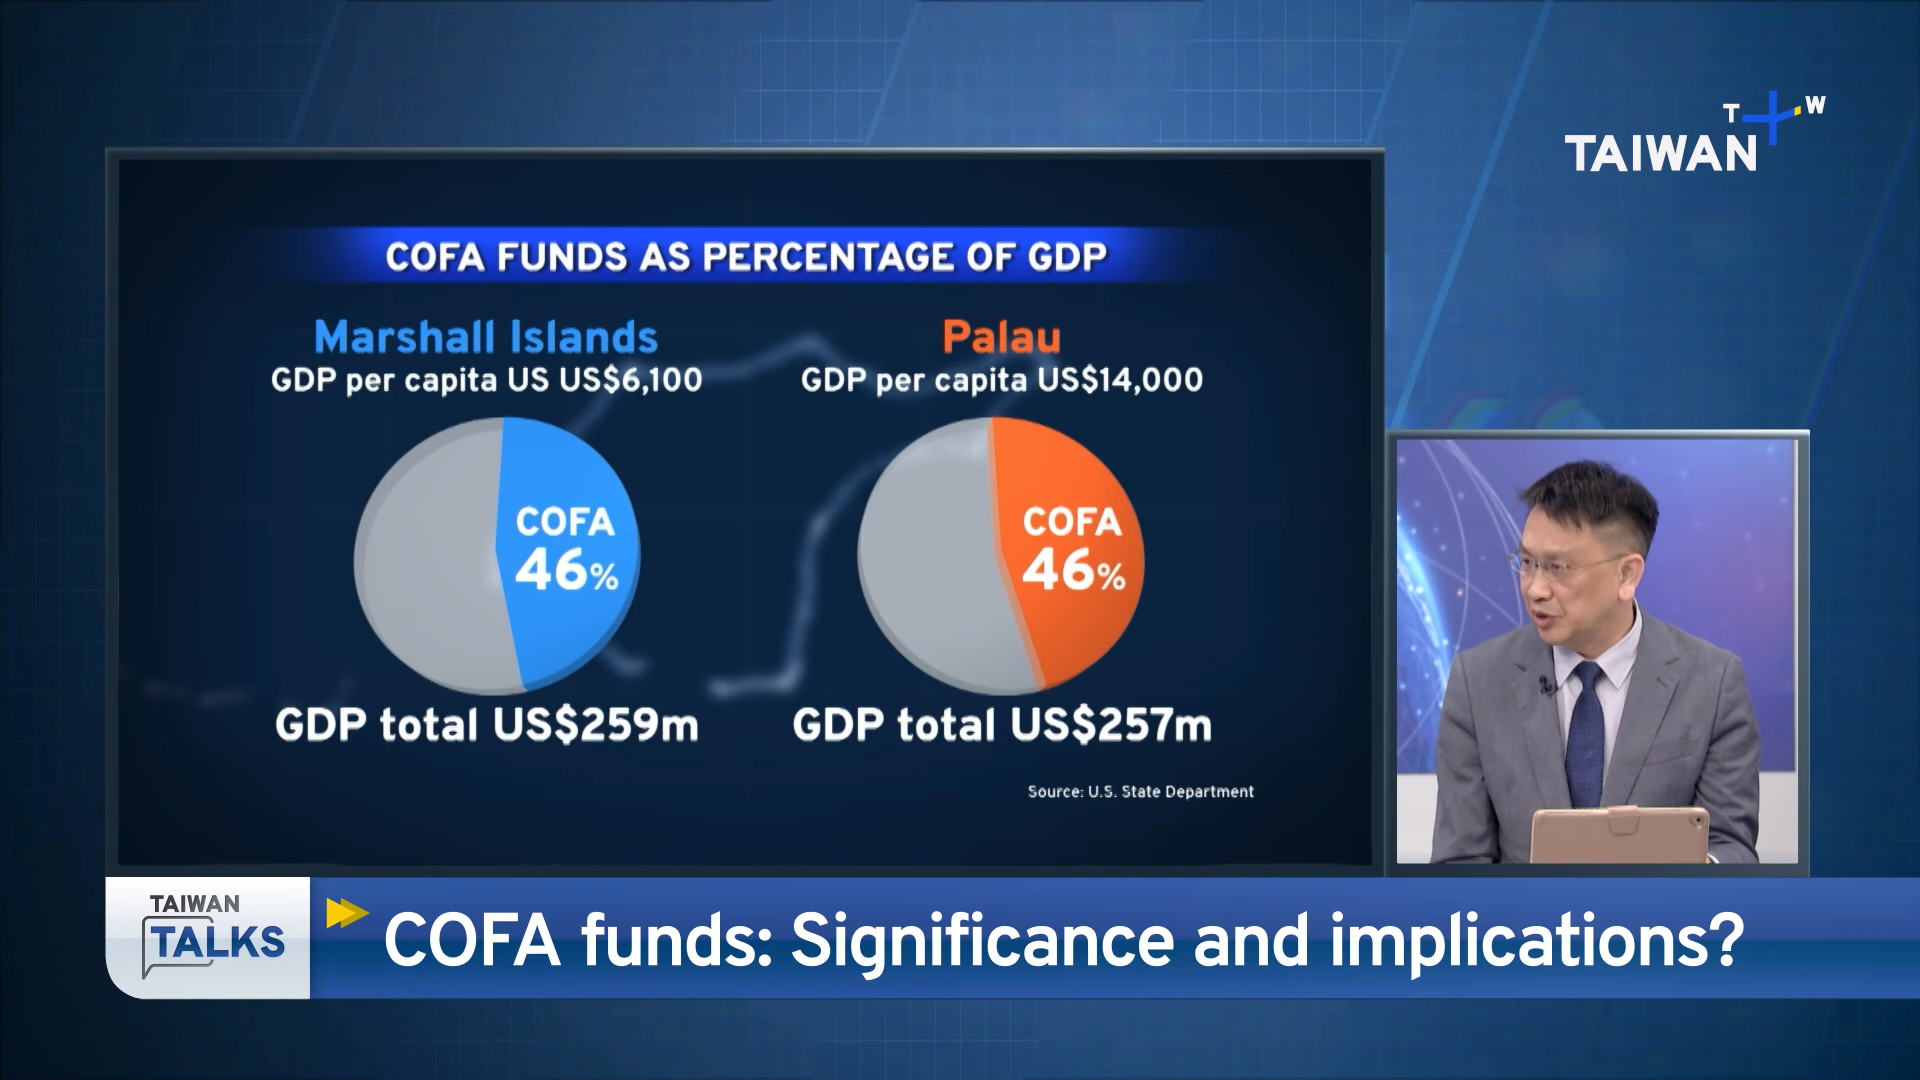 T W
TAIWAN
COFA FUNDS AS PERCENTAGE OF GDP
Marshall Islands
GDP per capita US US$6,100
COFA
46%
GDP total US$259m
Palau
GDP per capita US$14,000
COFA
46%
GDP total US$257m
Source: U.S. State Department
TAIWAN
TALKS
COFA funds: Significance and implications?